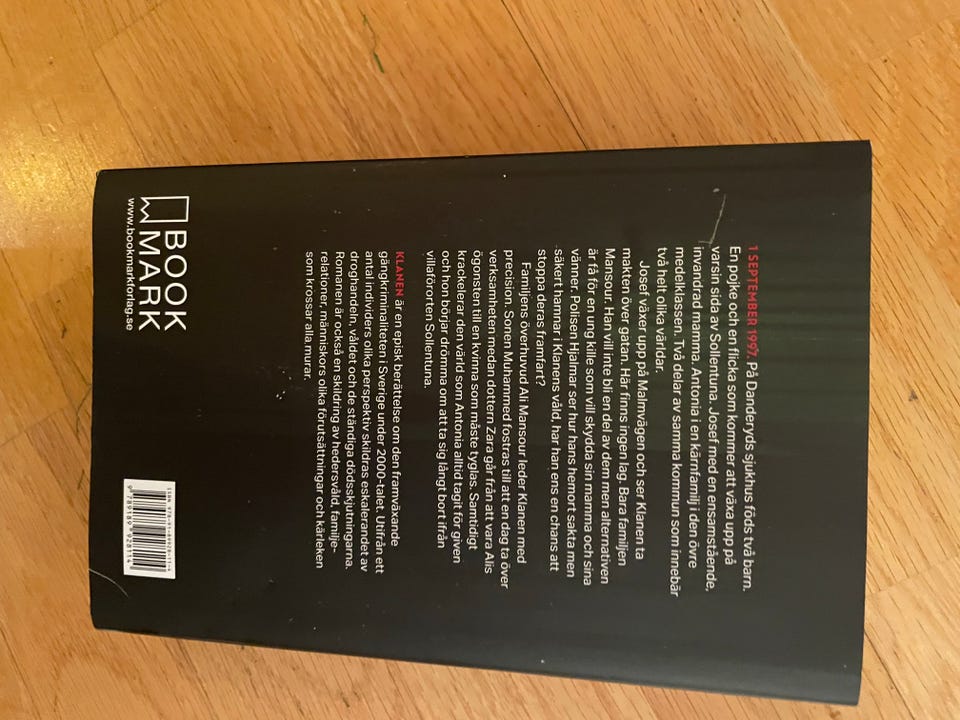 1 SEPTEMBER 1997. På Danderyds sjukhus föds två barn.
En pojke och en flicka som kommer att växa upp på
varsin sida av Sollentuna. Josef med en ensamstående,
invandrad mamma. Antonia i en kärnfamilj i den övre
medelklassen. Två delar av samma kommun som innebär
två helt olika världar.
Josef växer upp på Malmvägen och ser Klanen ta
makten över gatan. Här finns ingen lag. Bara familjen
Mansour. Han vill inte bli en del av dem men alternativen
är få för en ung kille som vill skydda sin mamma och sina
vänner. Polisen Hjalmar ser hur hans hemort sakta men
säkert hamnar i Klanens våld, har han ens en chans att
stoppa deras framfart?
Familjens överhuvud Ali Mansour leder Klanen med
precision. Sonen Muhammed fostras till att en dag ta över
verksamheten medan dottern Zara går från att vara Alis
ögonsten till en kvinna som måste tyglas. Samtidigt
krackelerar den värld som Antonia alltid tagit för given
och hon börjar drömma om att ta sig långt bort ifrån
villaförorten Sollentuna.
KLANEN är en episk berättelse om den framväxande
gängkriminaliteten i Sverige under 2000-talet. Utifrån ett
antal individers olika perspektiv skildras eskalerandet av
droghandeln, våldet och de ständiga dödsskjutningarna.
Romanen är också en skildring av hedersvåld, familje-
relationer, människors olika förutsättningar och kärleken
som krossar alla murar.
BOOK
MARK
www.bookmarkforlag.se
9 789189 920114